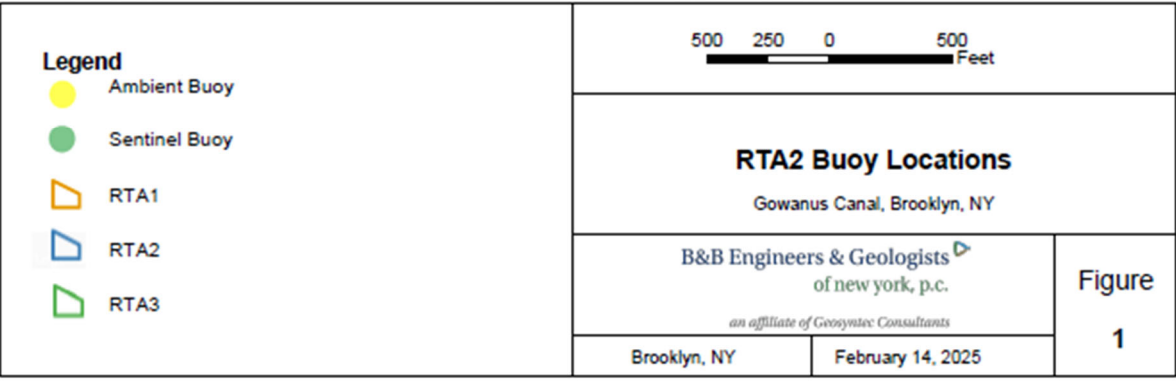 Legend
Ambient Buoy
Sentinel Buoy
RTA1
RTA2
RTA3
500 250 0 500
Feet
RTA2 Buoy Locations
Gowanus Canal, Brooklyn, NY
B&B Engineers & Geologists
of new york, p.c.
an affiliate of Geosyntec Consultants
Brooklyn, NY
February 14, 2025
Figure
1